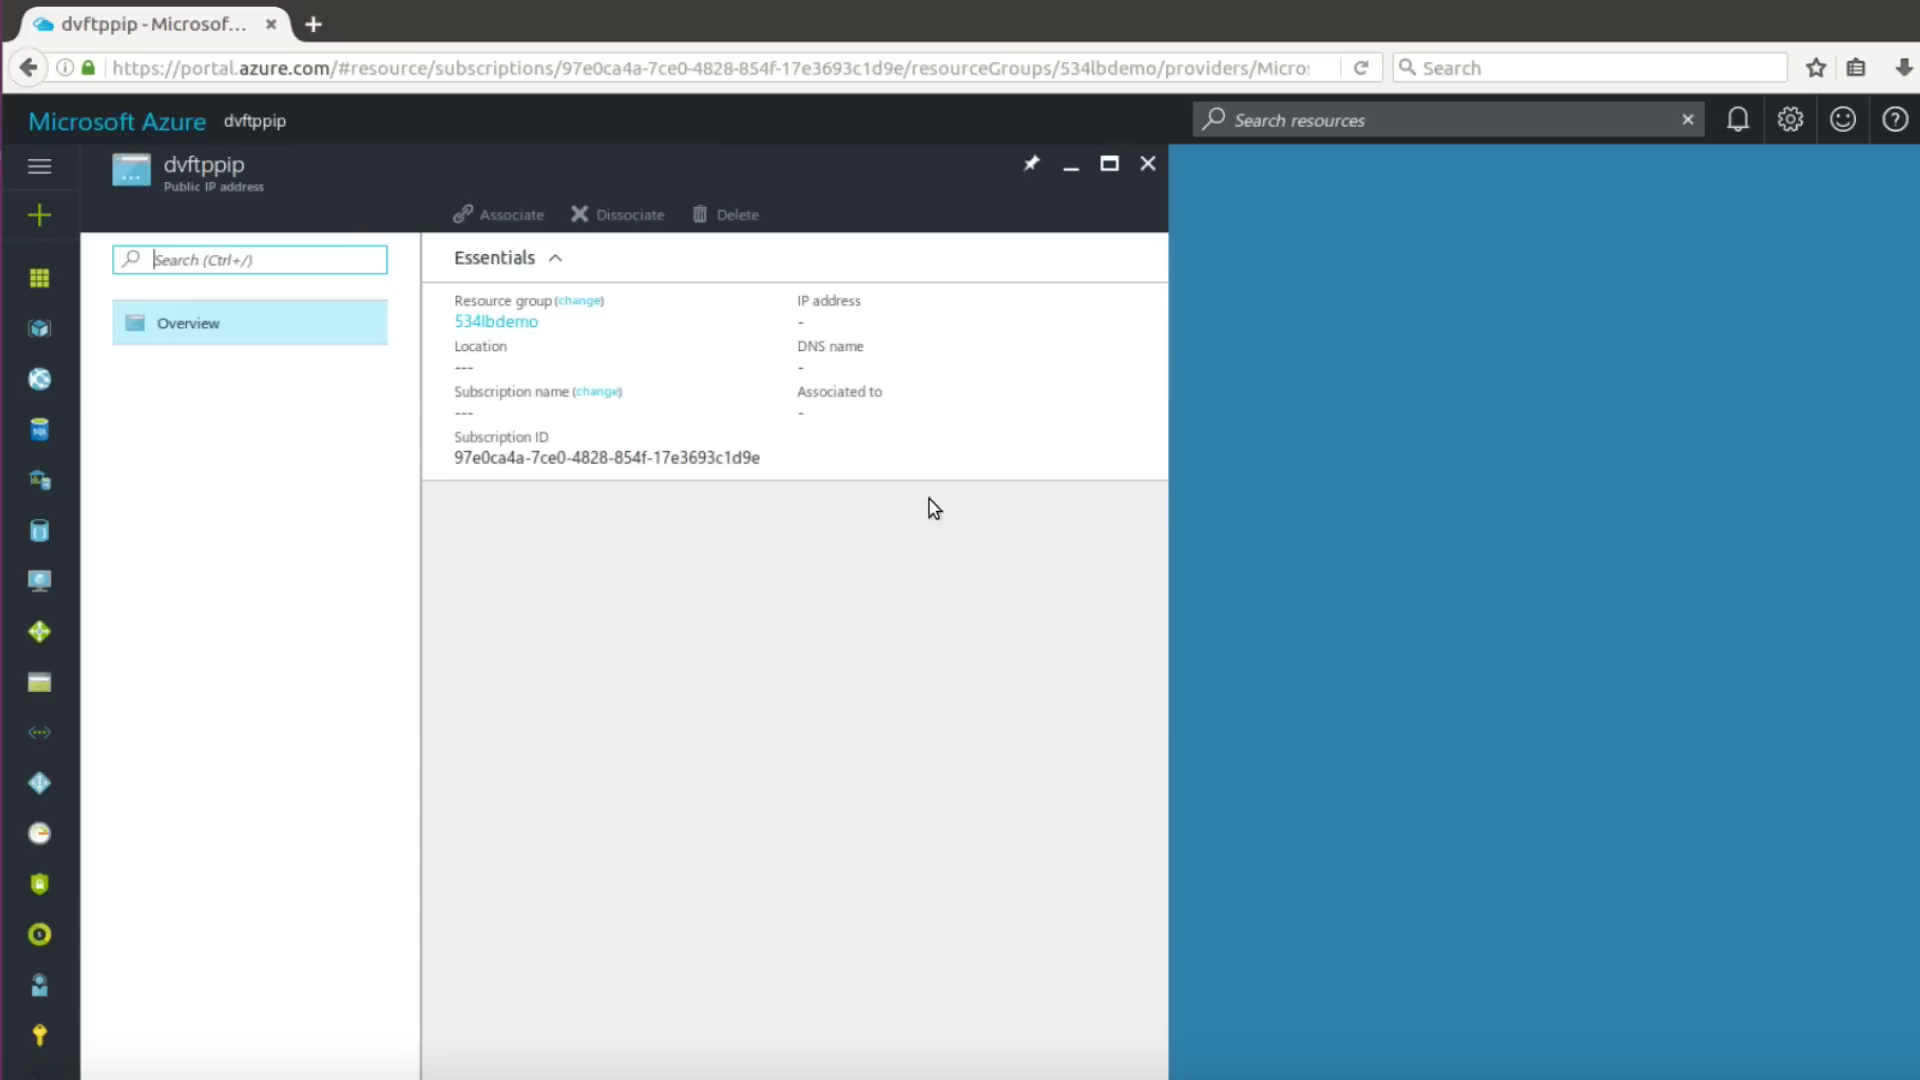 dvftppip - Microsof...
https://portal.azure.com/#resource/subscriptions/97e0ca4a-7ce0-4828-854f-17e3693c1d9e/resourceGroups/534lbdemo/providers/Micro
Search
Microsoft Azure
dvftppip
Search resources
dvftppip
Public IP address
Associate
Dissociate
Delete
Search (Ctrl+/)
Overview
Essentials
Resource group (change)
534lbdemo
Location
---
Subscription name (change)
---
Subscription ID
97e0ca4a-7ce0-4828-854f-17e3693c1d9e
IP address
-
DNS name
-
Associated to
-